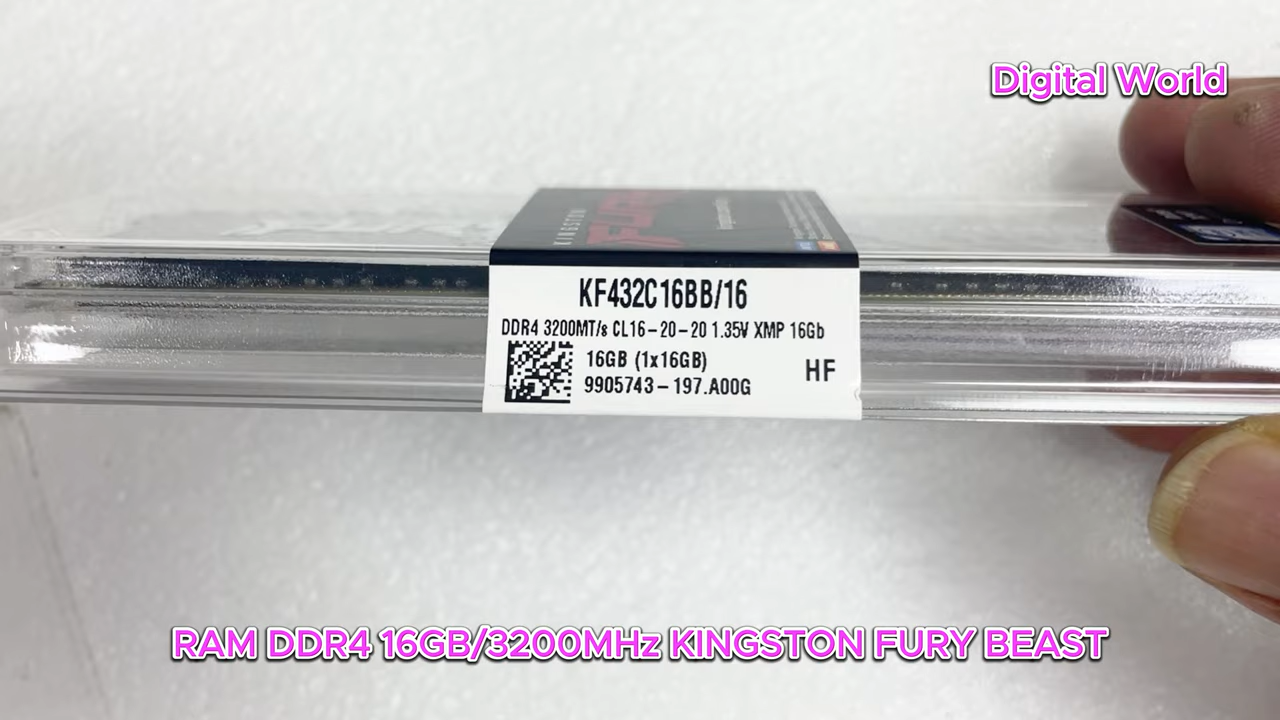 Digital World
KINGSTON
FURY
KF432C16BB/16
DDR4 3200MT/s CL16-20-20 1.35V XMP 16Gb
16GB (1x16GB)
9905743-197.A00G
HF
RAM DDR4 16GB/3200MHz KINGSTON FURY BEAST